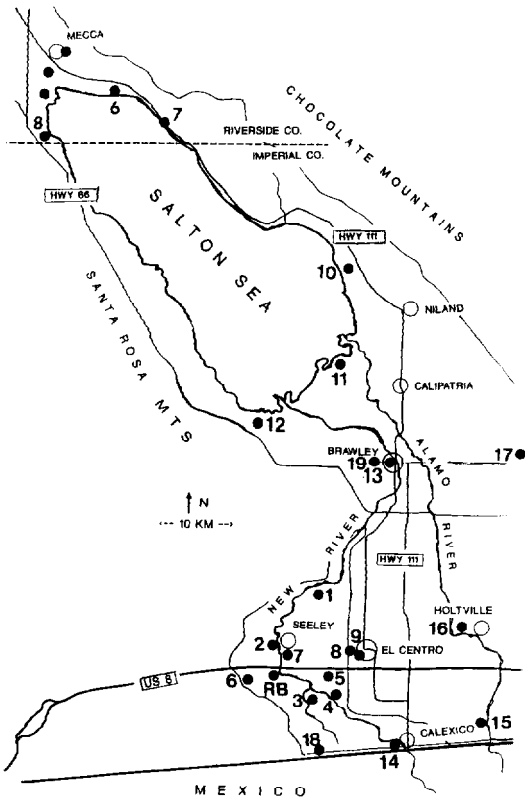 MECCA
6
7
8
RIVERSIDE CO.
IMPERIAL CO.
CHOCOLATE MOUNTAINS
HWY 86
SALTON SEA
HWY 111
10
NILAND
SANTA ROSA MTS
11
CALIPATRIA
12
BRAWLEY
19
13
ALAMO RIVER
17
N
10 KM
NEW RIVER
HWY 111
1
HOLTVILLE
16
SEELEY
2
7
8
9
EL CENTRO
US 8
6
RB
5
3
4
15
CALEXICO
18
14
MEXICO